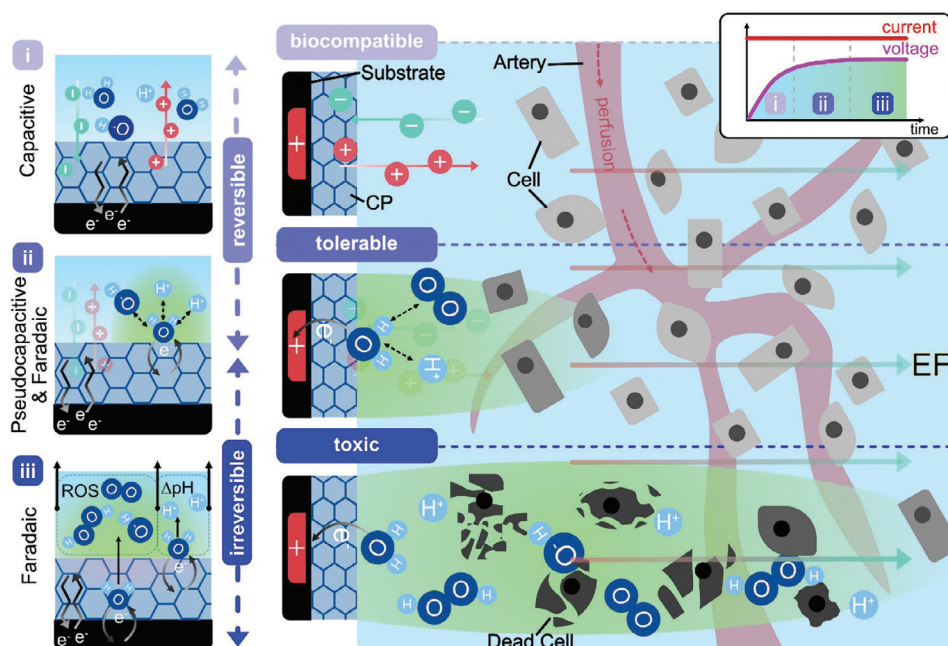 i
Capacitive
H
O
H
H⁺
O
H
O
H
−
−
+
+
e⁻
e⁻
e⁻
ii
Pseudocapacitive
& Faradaic
H⁺
O
H⁺
O
H⁺
H
H
O
e⁻
−
+
+
e⁻
e⁻
iii
Faradaic
ROS
O
O
O
O
H
H
O
ΔpH
H⁺
H⁺
H
O
H
e⁻
H
O
H
e⁻
e⁻
e⁻
reversible
irreversible
biocompatible
Substrate
Artery
perfusion
Cell
CP
+
−
−
−
+
+
+
current
voltage
i
ii
iii
time
tolerable
+
e⁻
O
H
H
O
O
H⁺
EF
toxic
+
e⁻
O
H
H
H⁺
H
O
O
H
H
O
O
O
H⁺
H
O
O
H
H⁺
Dead Cell